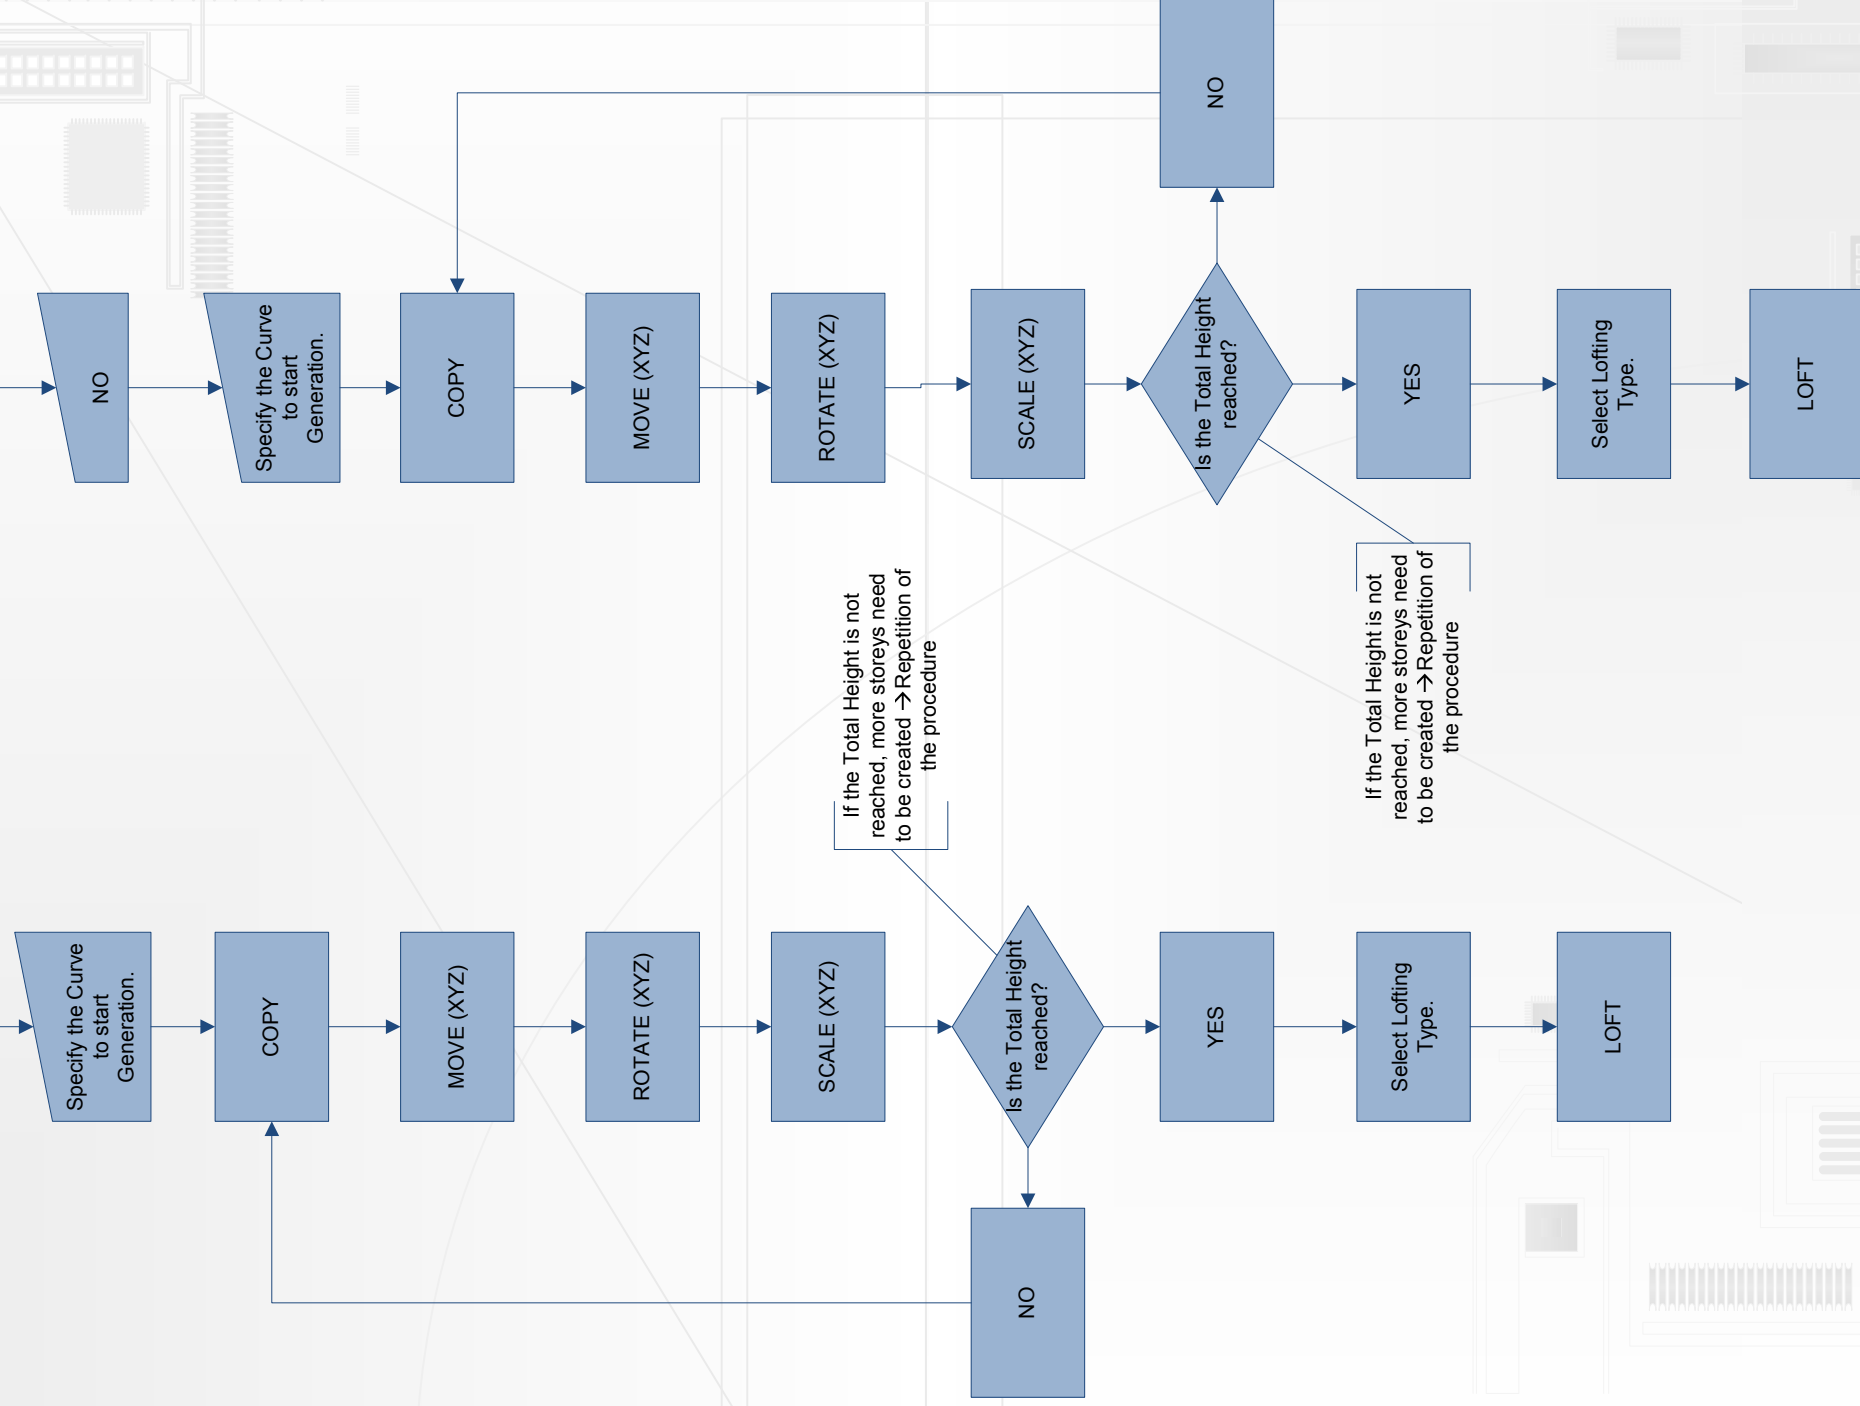 NO
Specify the Curve
to start
Generation.
COPY
MOVE (XYZ)
ROTATE (XYZ)
SCALE (XYZ)
Is the Total Height
reached?
NO
YES
Select Lofting
Type.
LOFT
If the Total Height is not
reached, more storeys need
to be created →Repetition of
the procedure
Specify the Curve
to start
Generation.
COPY
MOVE (XYZ)
ROTATE (XYZ)
SCALE (XYZ)
Is the Total Height
reached?
If the Total Height is not
reached, more storeys need
to be created →Repetition of
the procedure
NO
YES
Select Lofting
Type.
LOFT